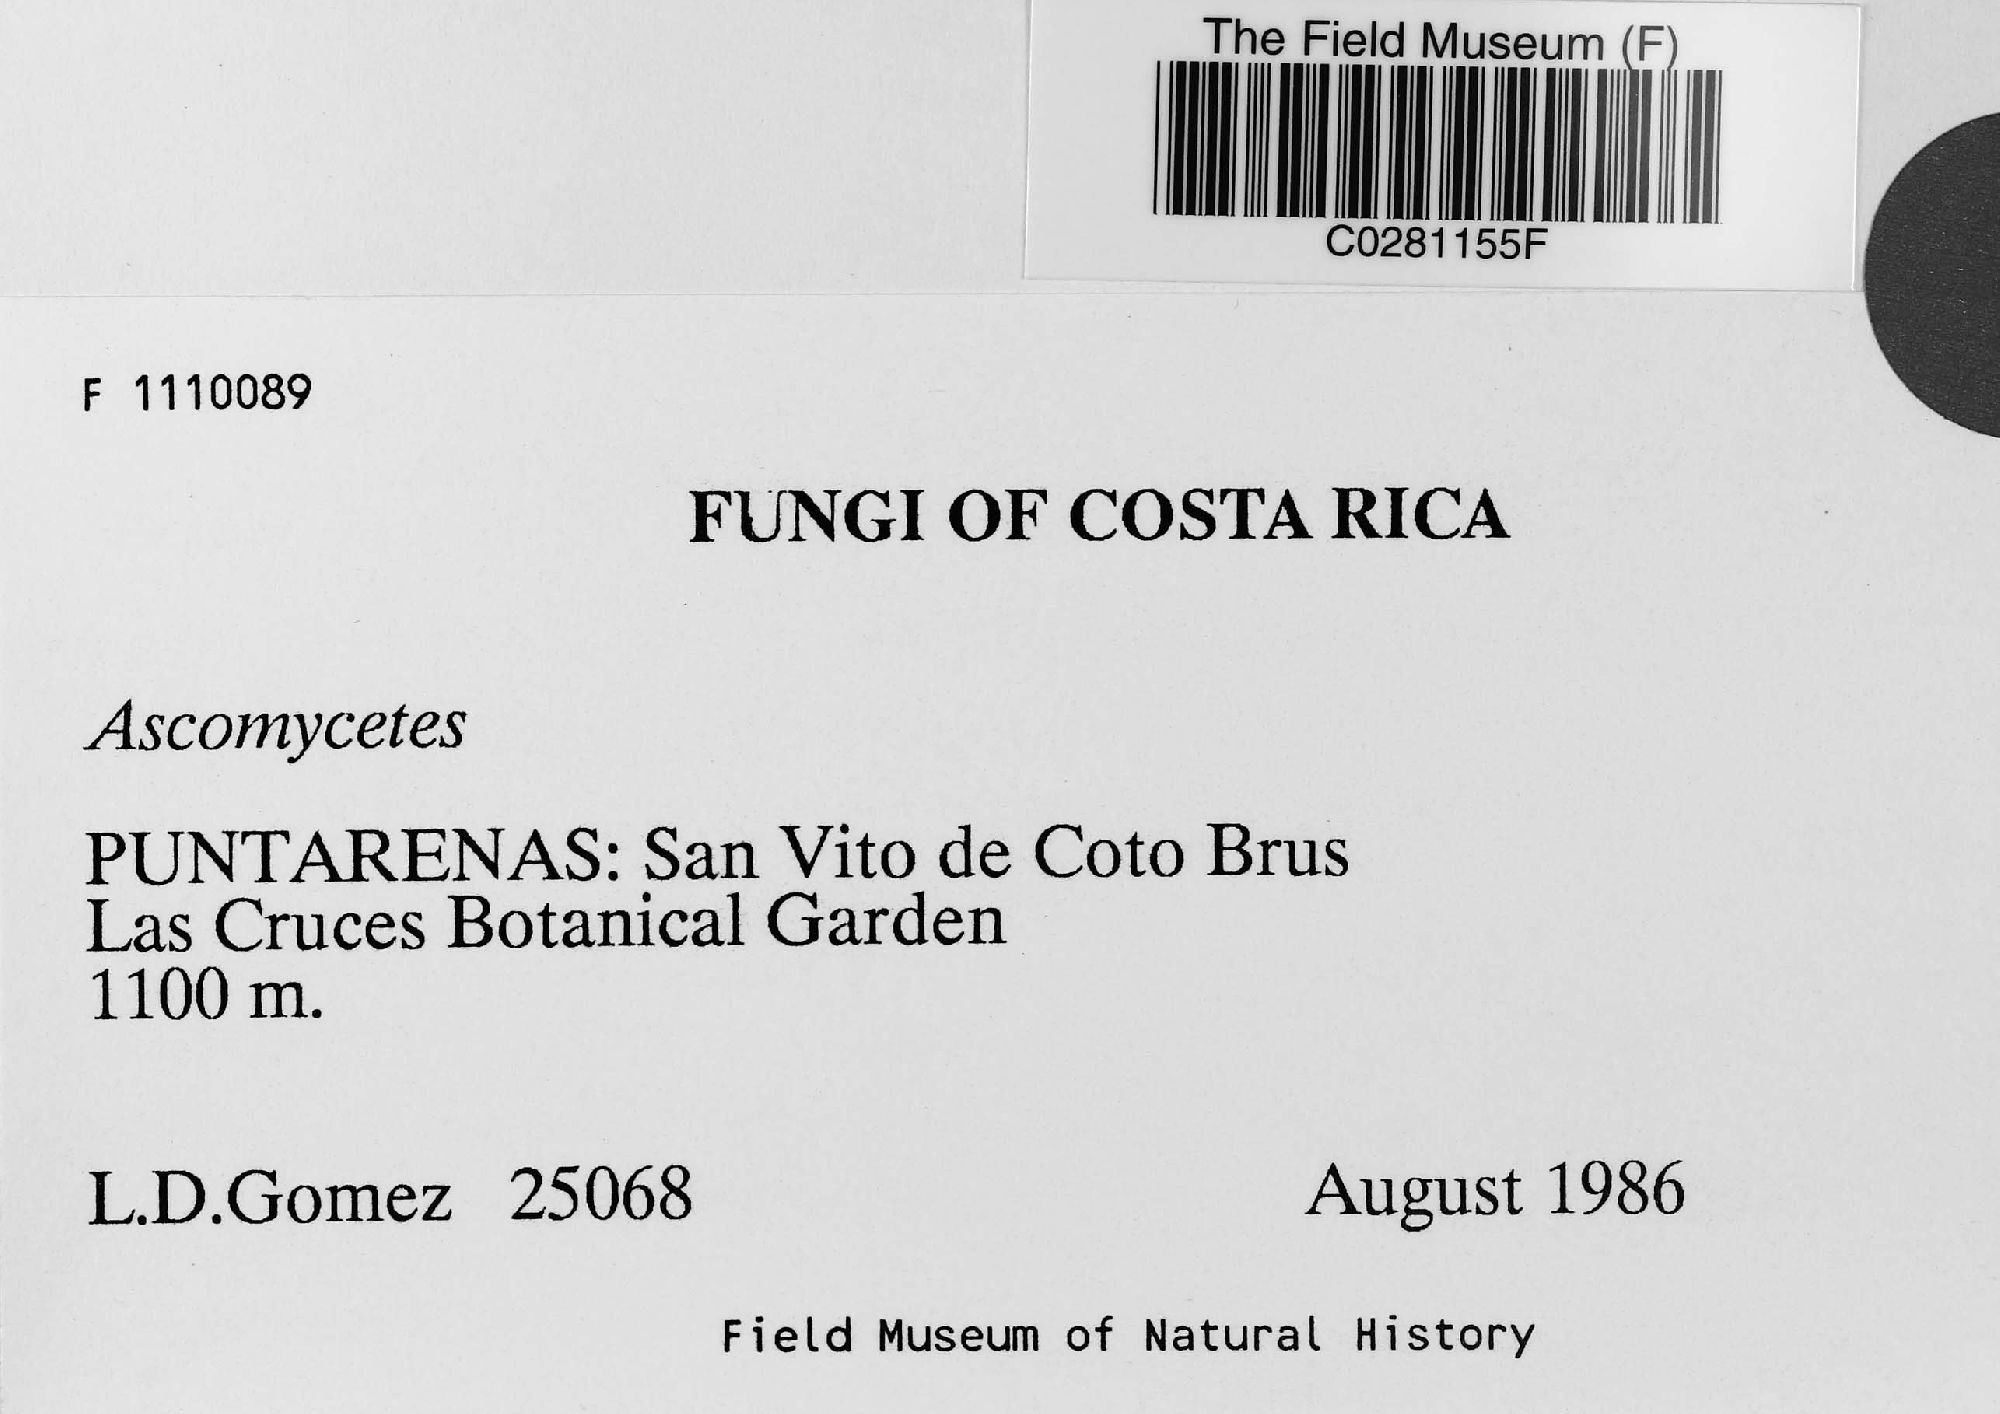 The Field Museum (F)
C0281155F
F 1110089
FUNGI OF COSTA RICA
Ascomycetes
PUNTARENAS: San Vito de Coto Brus
Las Cruces Botanical Garden
1100 m.
L.D.Gomez 25068 August 1986
Field Museum of Natural History